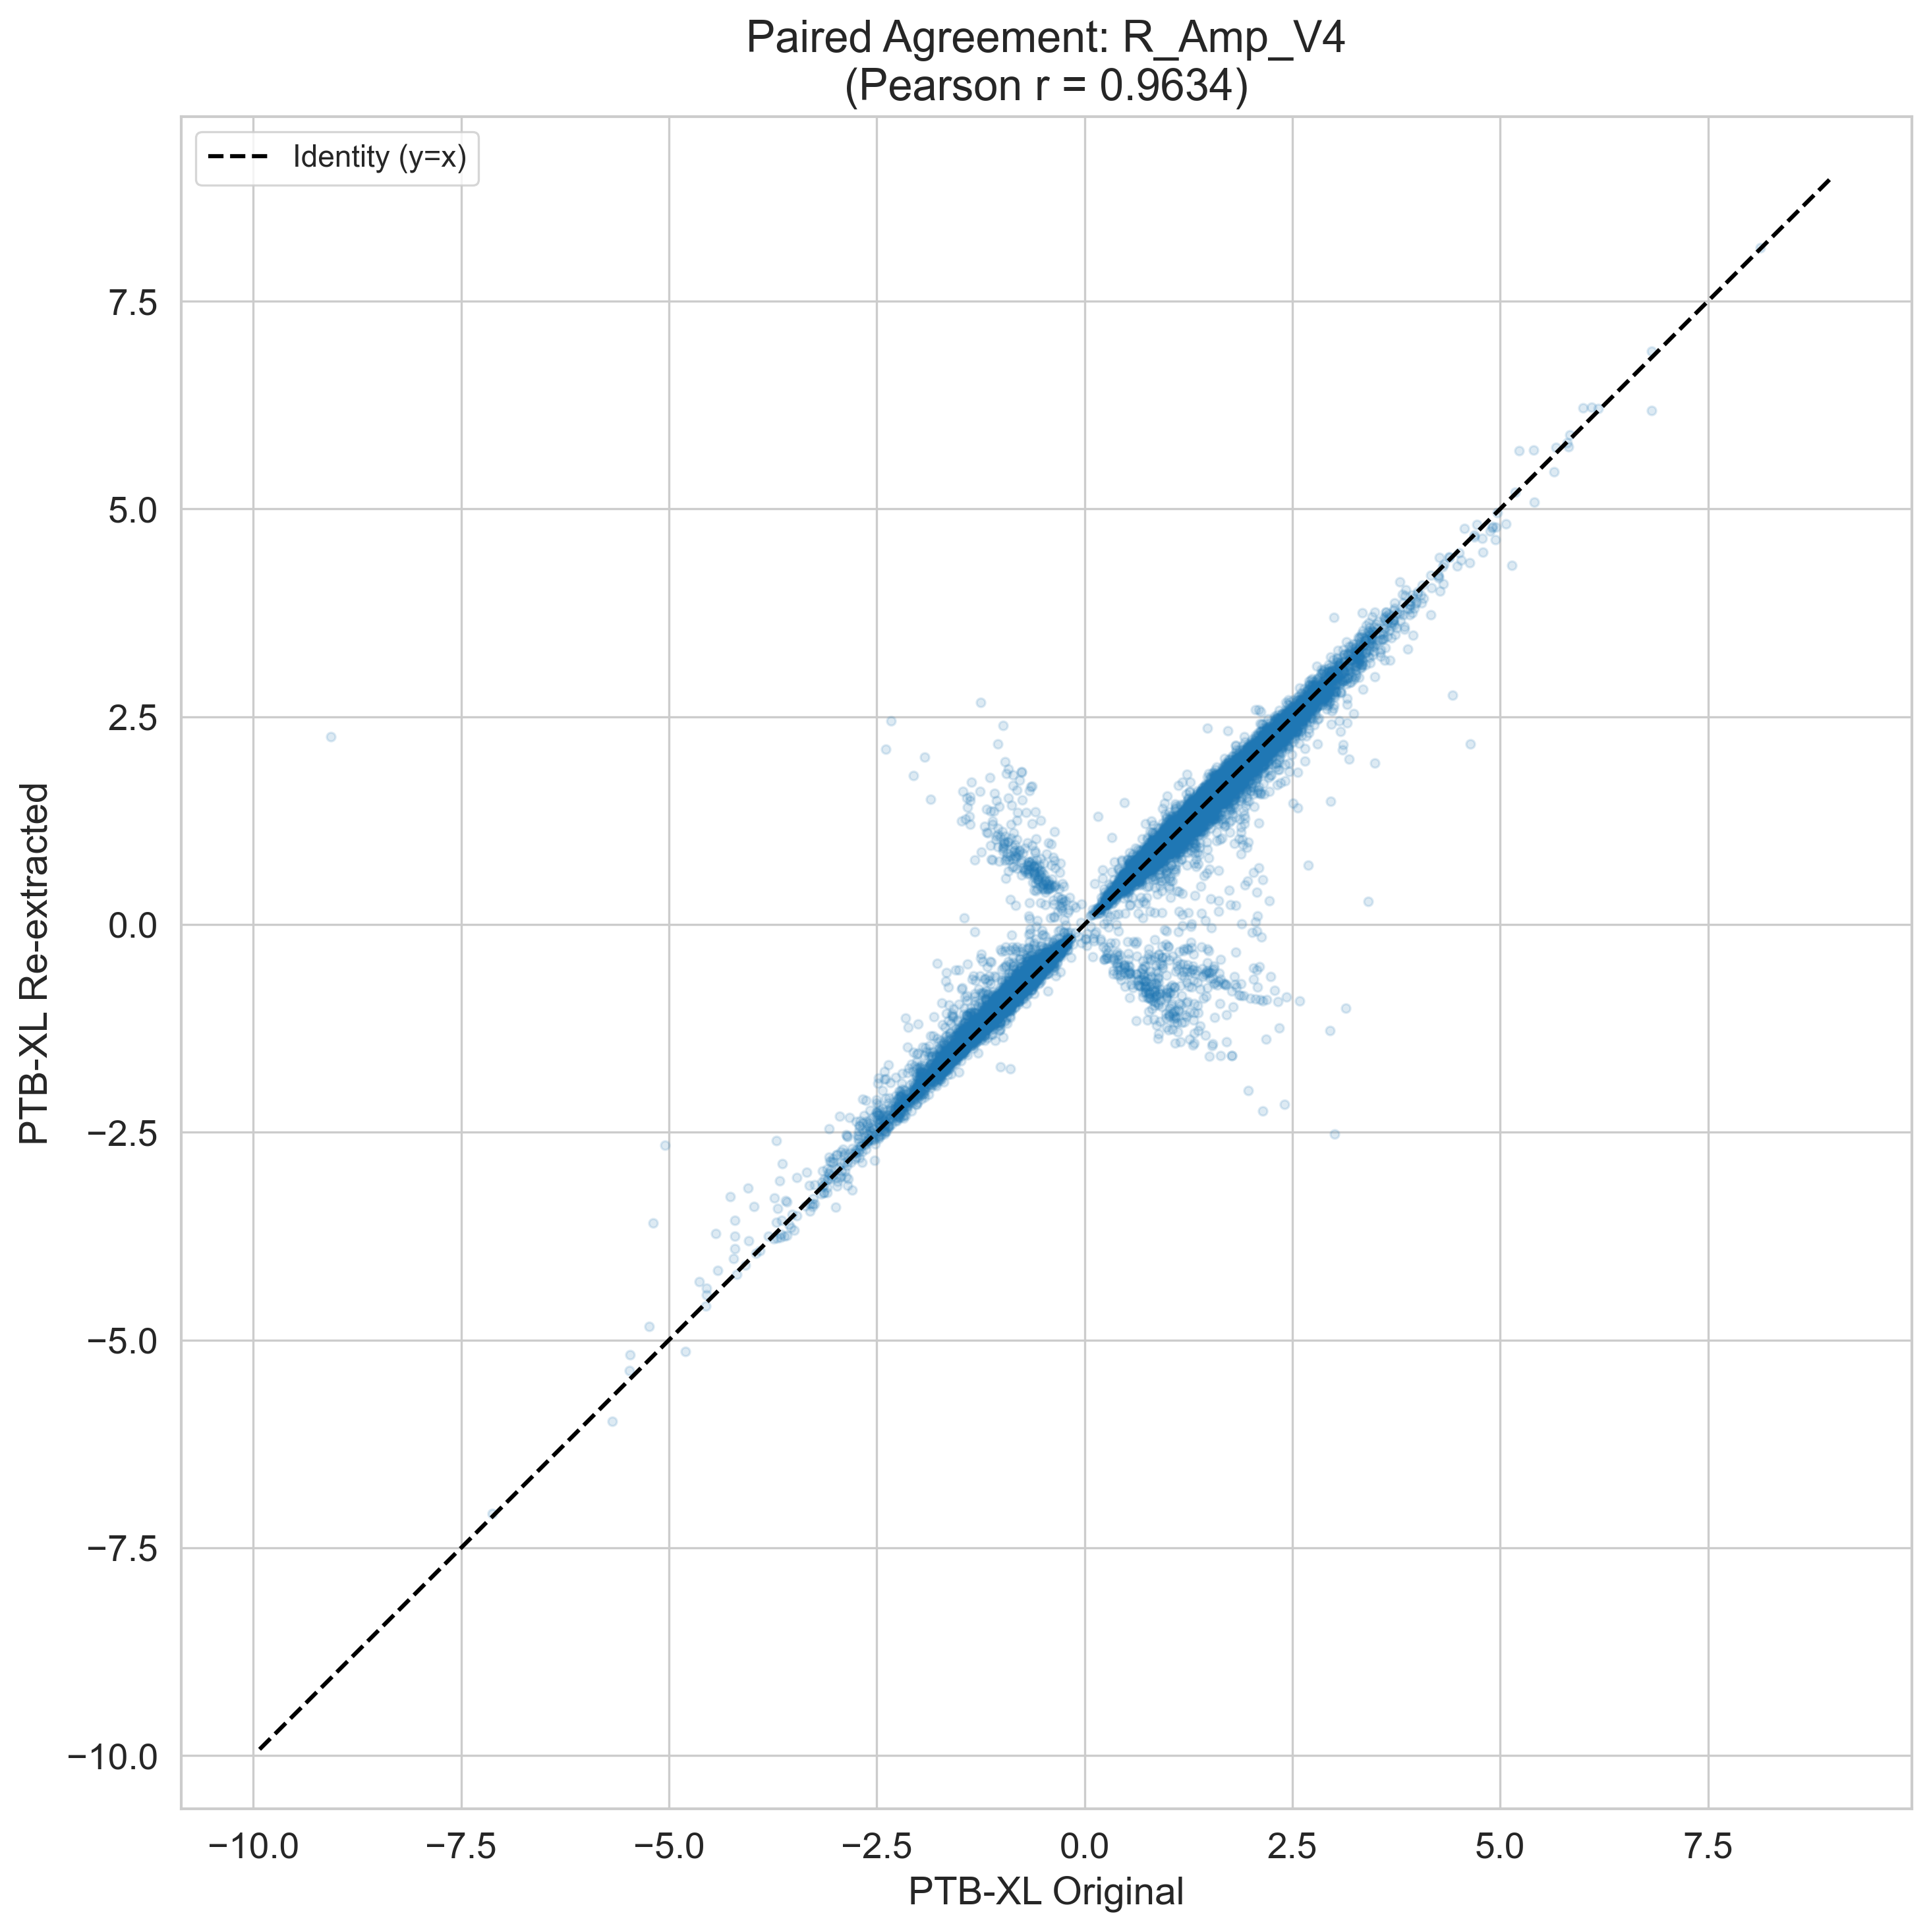 Paired Agreement: R_Amp_V4
(Pearson r = 0.9634)
Identity (y=x)
PTB-XL Re-extracted
7.5
5.0
2.5
0.0
−2.5
−5.0
−7.5
−10.0
−10.0 −7.5 −5.0 −2.5 0.0 2.5 5.0 7.5
PTB-XL Original